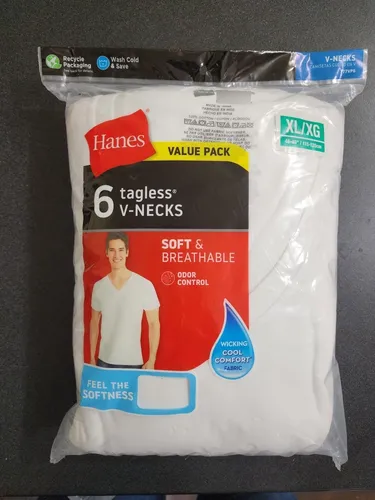 Recycle
Packaging
Wash Cold
& Save
V-NECKS
Hanes
VALUE PACK
XL/XG
6 tagless®
V-NECKS
SOFT &
BREATHABLE
ODOR
CONTROL
WICKING
COOL
COMFORT
FABRIC
FEEL THE
SOFTNESS